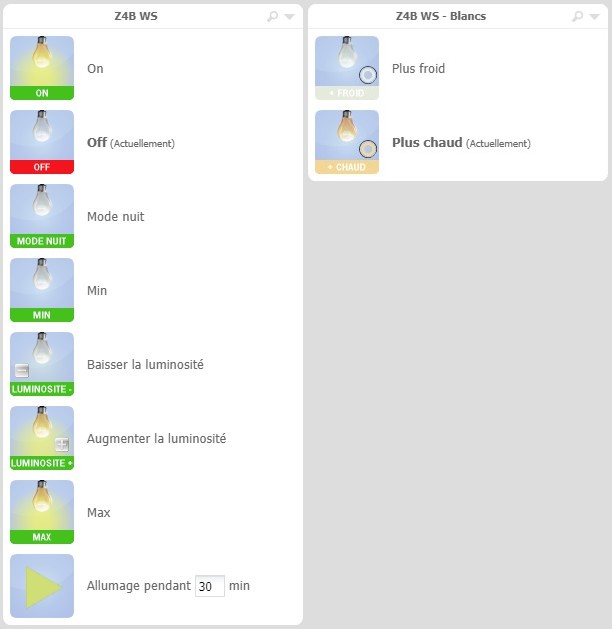 Z4B WS
ON
On
OFF
Off (Actuellement)
MODE NUIT
Mode nuit
MIN
Min
LUMINOSITE -
Baisser la luminosité
LUMINOSITE +
Augmenter la luminosité
MAX
Max
Allumage pendant 30 min
Z4B WS - Blancs
+ FROID
Plus froid
+ CHAUD
Plus chaud (Actuellement)